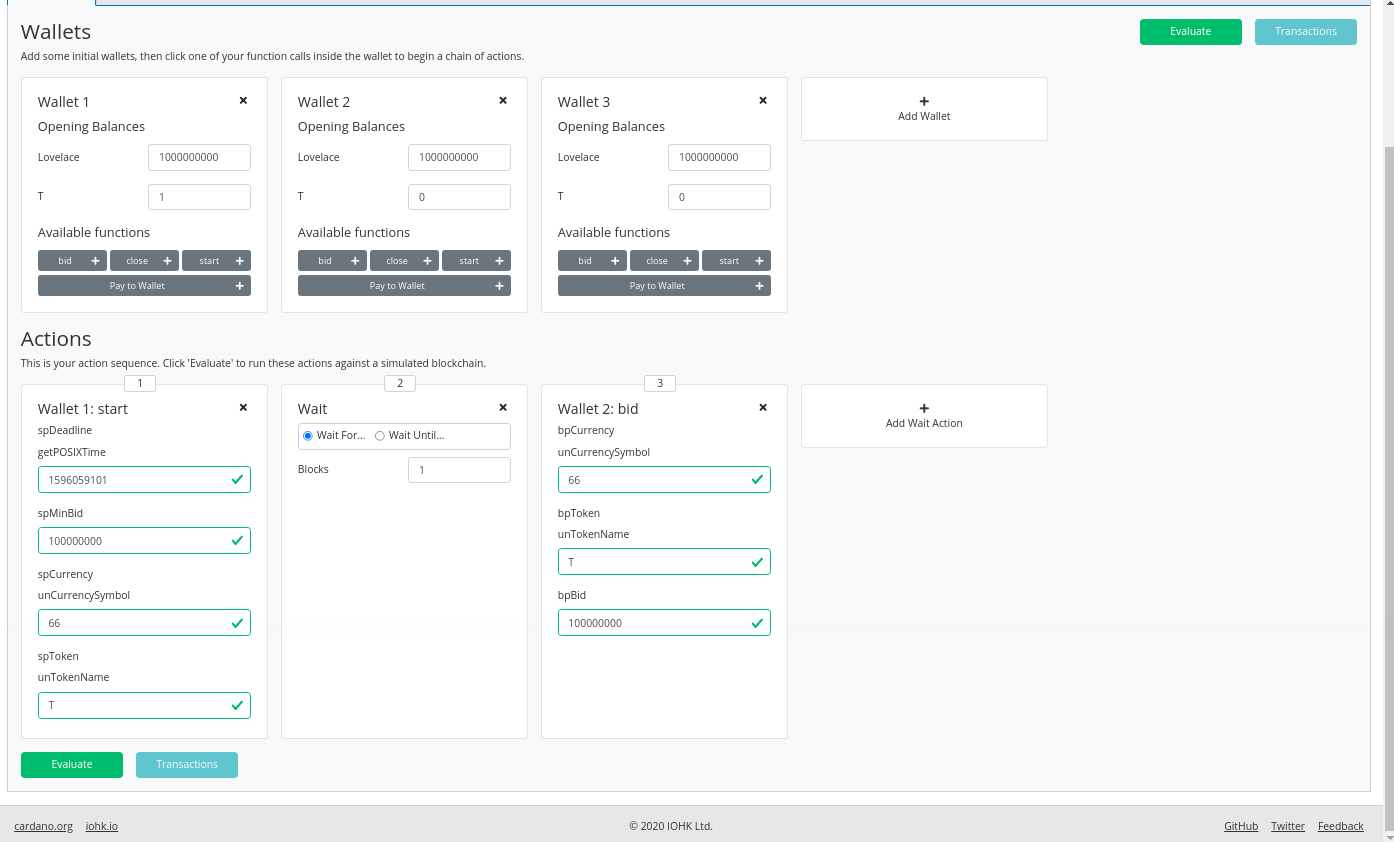 Wallets
Evaluate
Transactions
Add some initial wallets, then click one of your function calls inside the wallet to begin a chain of actions.
Wallet 1
Opening Balances
Lovelace 1000000000
T 1
Available functions
bid close start
Pay to Wallet
Wallet 2
Opening Balances
Lovelace 1000000000
T 0
Available functions
bid close start
Pay to Wallet
Wallet 3
Opening Balances
Lovelace 1000000000
T 0
Available functions
bid close start
Pay to Wallet
Add Wallet
Actions
This is your action sequence. Click 'Evaluate' to run these actions against a simulated blockchain.
1
Wallet 1: start
spDeadline
getPOSIXTime
1596059101
spMinBid
100000000
spCurrency
unCurrencySymbol
66
spToken
unTokenName
T
2
Wait
Wait For... Wait Until...
Blocks 1
3
Wallet 2: bid
bpCurrency
unCurrencySymbol
66
bpToken
unTokenName
T
bpBid
100000000
Add Wait Action
Evaluate
Transactions
cardano.org iohk.io
© 2020 IOHK Ltd.
GitHub Twitter Feedback